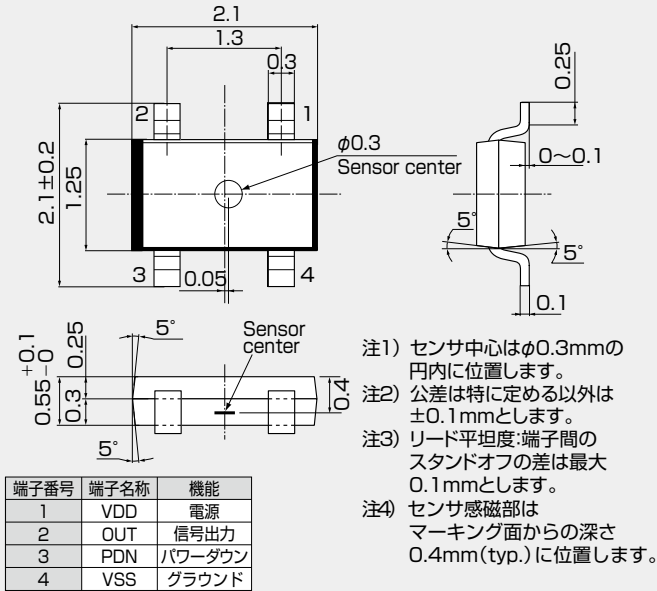 2.1
1.3
0.3
2
1
0.25
φ0.3
Sensor center
0～0.1
2.1±0.2
1.25
5°
5°
3
0.05
4
0.1
+0.1
0.55−0
0.25
0.3
5°
Sensor
center
0.4
5°
注1) センサ中心はφ0.3mmの
円内に位置します。
注2) 公差は特に定める以外は
±0.1mmとします。
注3) リード平坦度:端子間の
スタンドオフの差は最大
0.1mmとします。
注4) センサ感磁部は
マーキング面からの深さ
0.4mm(typ.)に位置します。
端子番号 端子名称 機能
1 VDD 電源
2 OUT 信号出力
3 PDN パワーダウン
4 VSS グラウンド